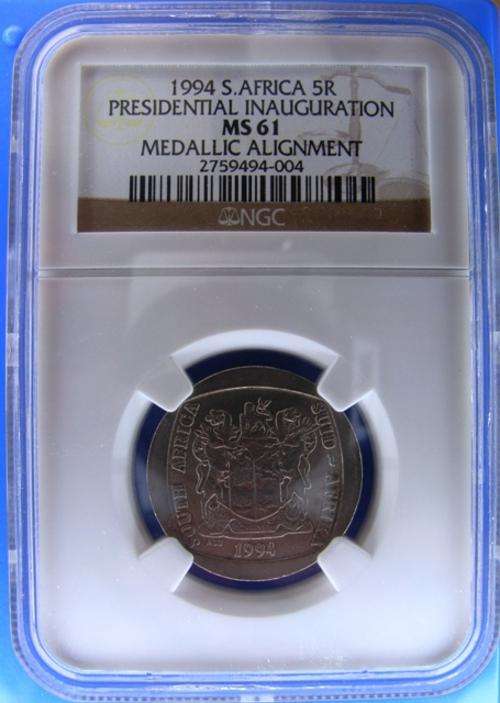 1994 S.AFRICA 5R
PRESIDENTIAL INAUGURATION
MS 61
MEDALLIC ALIGNMENT
2759494-004
NGC
SOUTH AFRICA SUID-AFRIKA
1994